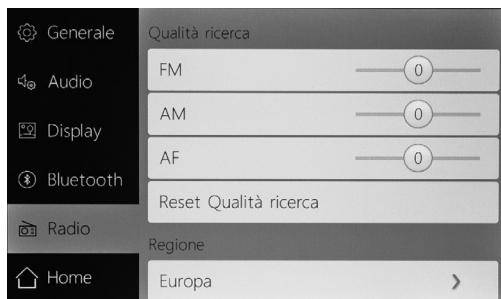 Generale
Audio
Display
Bluetooth
Radio
Home
Qualità ricerca
FM 0
AM 0
AF 0
Reset Qualità ricerca
Regione
Europa